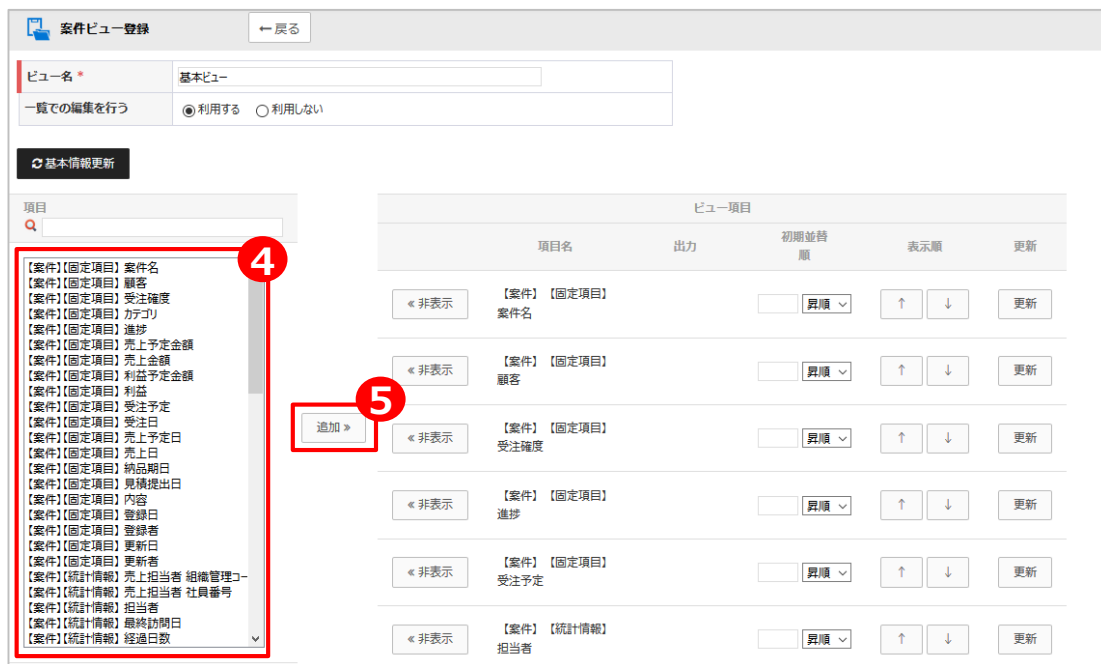 案件ビュー登録
←戻る
ビュー名 *
基本ビュー
一覧での編集を行う
利用する
利用しない
基本情報更新
項目
4
【案件】【固定項目】案件名
【案件】【固定項目】顧客
【案件】【固定項目】受注確度
【案件】【固定項目】カテゴリ
【案件】【固定項目】進捗
【案件】【固定項目】売上予定金額
【案件】【固定項目】売上金額
【案件】【固定項目】利益予定金額
【案件】【固定項目】利益
【案件】【固定項目】受注予定
【案件】【固定項目】受注日
【案件】【固定項目】売上予定日
【案件】【固定項目】売上日
【案件】【固定項目】納品期日
【案件】【固定項目】見積提出日
【案件】【固定項目】内容
【案件】【固定項目】登録日
【案件】【固定項目】登録者
【案件】【固定項目】更新日
【案件】【固定項目】更新者
【案件】【統計情報】売上担当者 組織管理コー
【案件】【統計情報】売上担当者 社員番号
【案件】【統計情報】担当者
【案件】【統計情報】最終訪問日
【案件】【統計情報】経過日数
5
追加 »
ビュー項目
項目名
出力
初期並替
順
表示順
更新
« 非表示
【案件】【固定項目】
案件名
昇順
↑
↓
更新
« 非表示
【案件】【固定項目】
顧客
昇順
↑
↓
更新
« 非表示
【案件】【固定項目】
受注確度
昇順
↑
↓
更新
« 非表示
【案件】【固定項目】
進捗
昇順
↑
↓
更新
« 非表示
【案件】【固定項目】
受注予定
昇順
↑
↓
更新
« 非表示
【案件】【統計情報】
担当者
昇順
↑
↓
更新